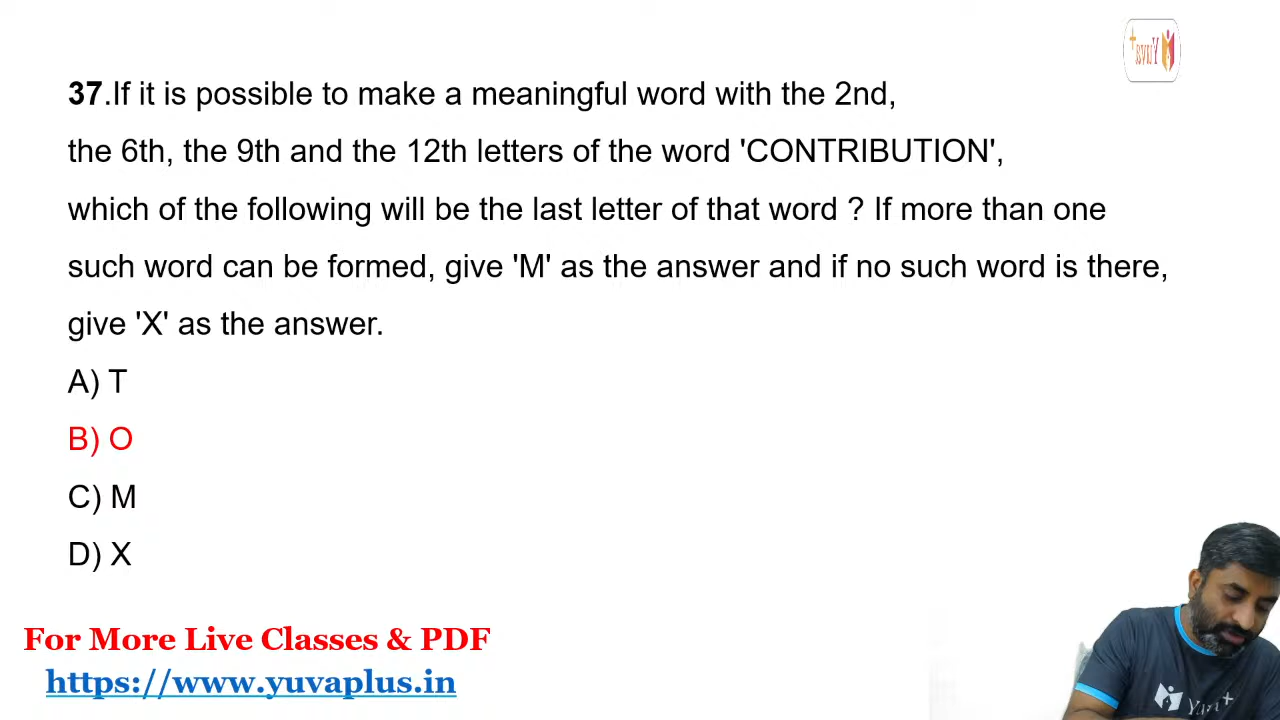 37.If it is possible to make a meaningful word with the 2nd,
the 6th, the 9th and the 12th letters of the word 'CONTRIBUTION',
which of the following will be the last letter of that word ? If more than one
such word can be formed, give 'M' as the answer and if no such word is there,
give 'X' as the answer.
A) T
B) O
C) M
D) X
For More Live Classes & PDF
https://www.yuvaplus.in